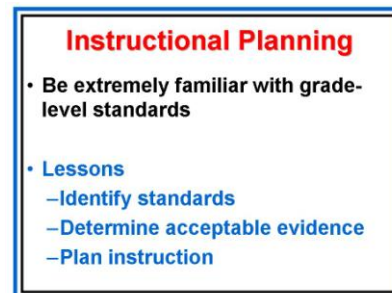 Instructional Planning
• Be extremely familiar with grade-
level standards
• Lessons
–Identify standards
–Determine acceptable evidence
–Plan instruction